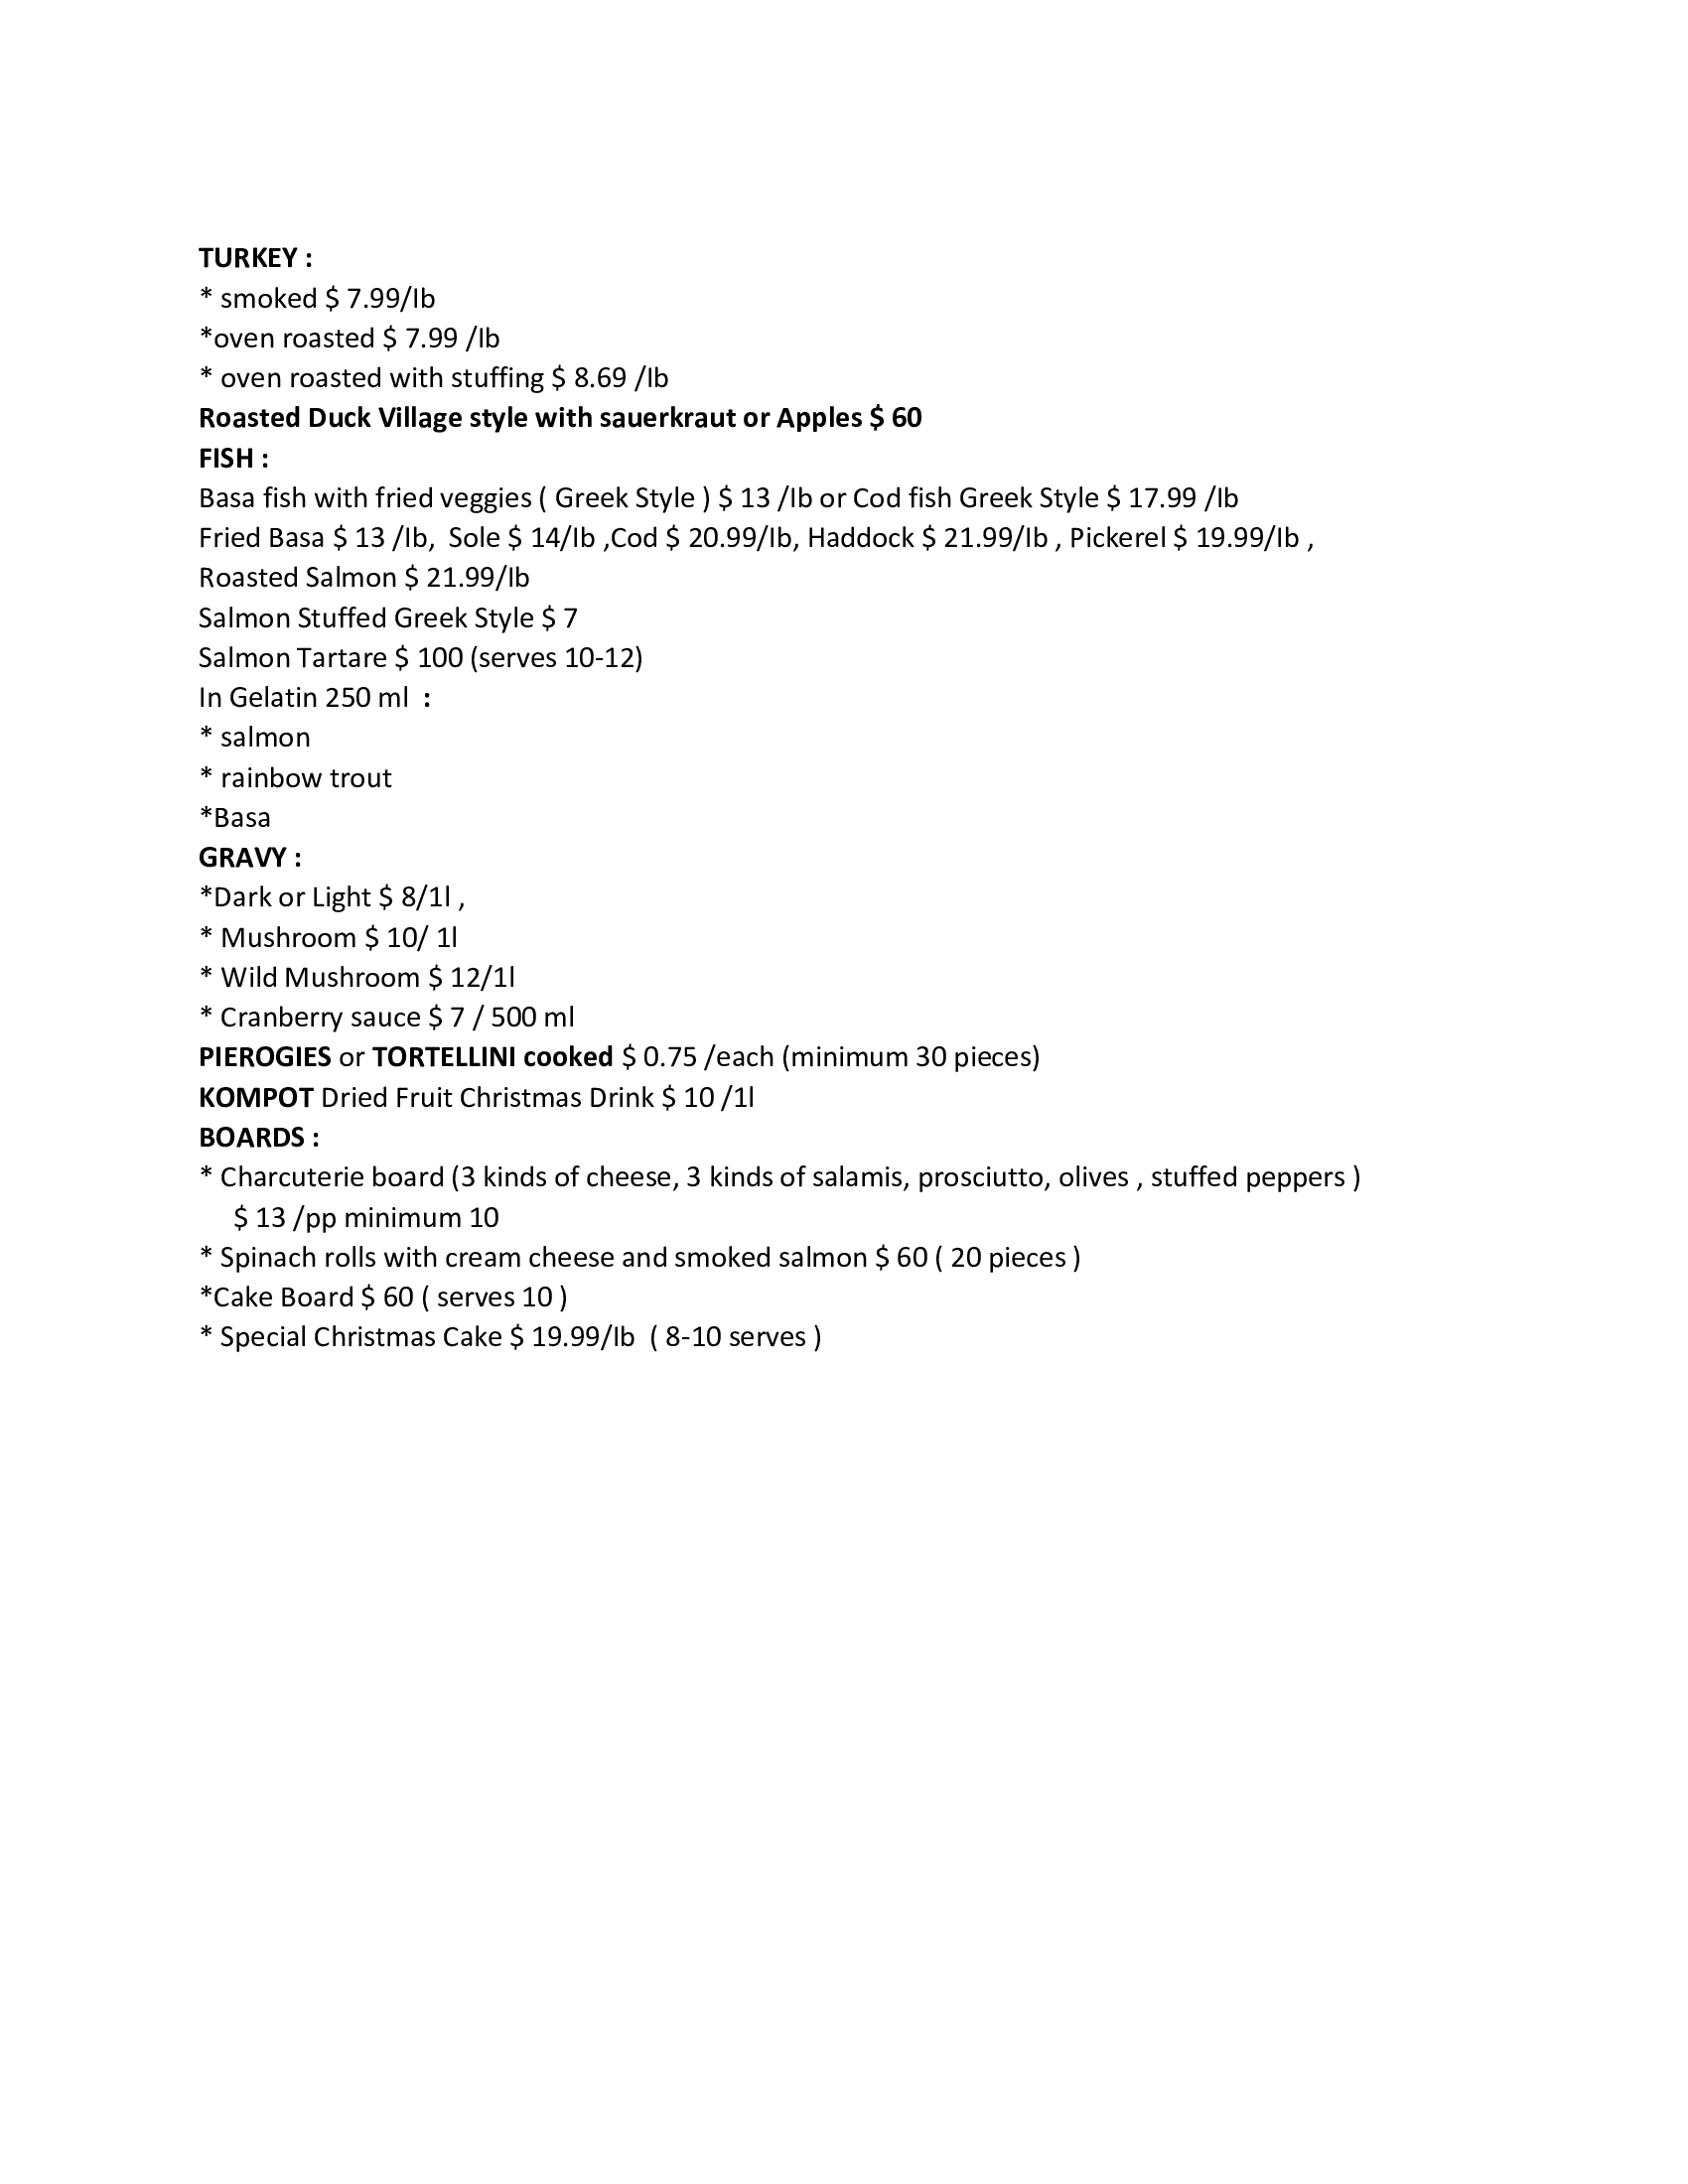 TURKEY :
* smoked $ 7.99/lb
*oven roasted $ 7.99 /lb
* oven roasted with stuffing $ 8.69 /lb
Roasted Duck Village style with sauerkraut or Apples $ 60
FISH :
Basa fish with fried veggies ( Greek Style ) $ 13 /lb or Cod fish Greek Style $ 17.99 /lb
Fried Basa $ 13 /lb,  Sole $ 14/lb ,Cod $ 20.99/lb, Haddock $ 21.99/lb , Pickerel $ 19.99/lb ,
Roasted Salmon $ 21.99/lb
Salmon Stuffed Greek Style $ 7
Salmon Tartare $ 100 (serves 10-12)
In Gelatin 250 ml  :
* salmon
* rainbow trout
*Basa
GRAVY :
*Dark or Light $ 8/1l ,
* Mushroom $ 10/ 1l
* Wild Mushroom $ 12/1l
* Cranberry sauce $ 7 / 500 ml
PIEROGIES or TORTELLINI cooked $ 0.75 /each (minimum 30 pieces)
KOMPOT Dried Fruit Christmas Drink $ 10 /1l
BOARDS :
* Charcuterie board (3 kinds of cheese, 3 kinds of salamis, prosciutto, olives , stuffed peppers )
$ 13 /pp minimum 10
* Spinach rolls with cream cheese and smoked salmon $ 60 ( 20 pieces )
*Cake Board $ 60 ( serves 10 )
* Special Christmas Cake $ 19.99/lb  ( 8-10 serves )